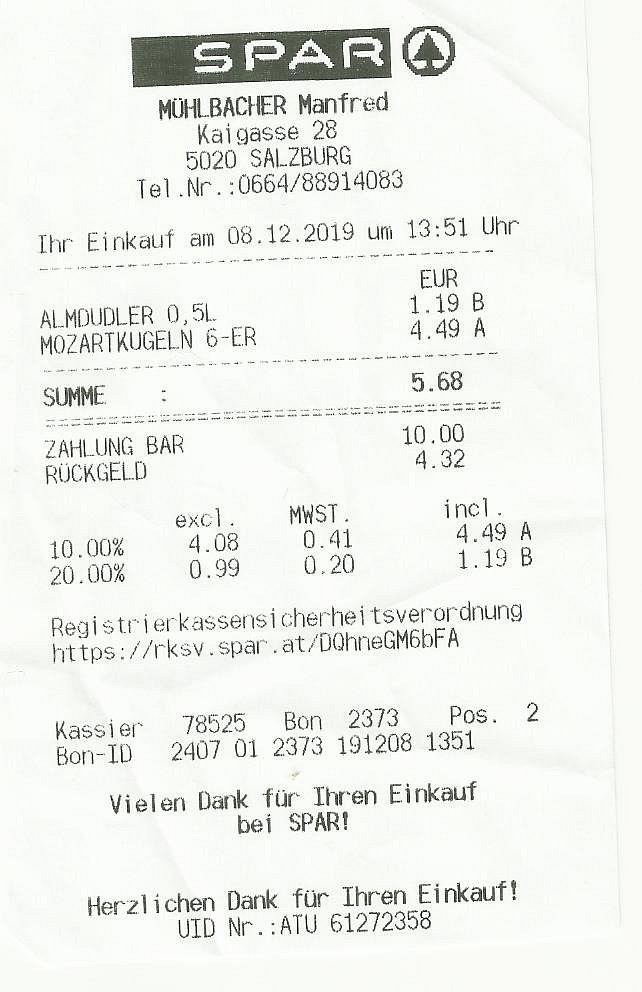 SPAR
MÜHLBACHER Manfred
Kaigasse 28
5020 SALZBURG
Tel.Nr.:0664/88914083
Ihr Einkauf am 08.12.2019 um 13:51 Uhr
EUR
ALMDUDLER 0,5L 1.19 B
MOZARTKUGELN 6-ER 4.49 A
SUMME : 5.68
ZAHLUNG BAR 10.00
RÜCKGELD 4.32
excl. MWST. incl.
10.00% 4.08 0.41 4.49 A
20.00% 0.99 0.20 1.19 B
Registrierkassensicherheitsverordnung
https://rksv.spar.at/DQhneGM6bFA
Kassier 78525 Bon 2373 Pos. 2
Bon-ID 2407 01 2373 191208 1351
Vielen Dank für Ihren Einkauf
bei SPAR!
Herzlichen Dank für Ihren Einkauf!
UID Nr.:ATU 61272358